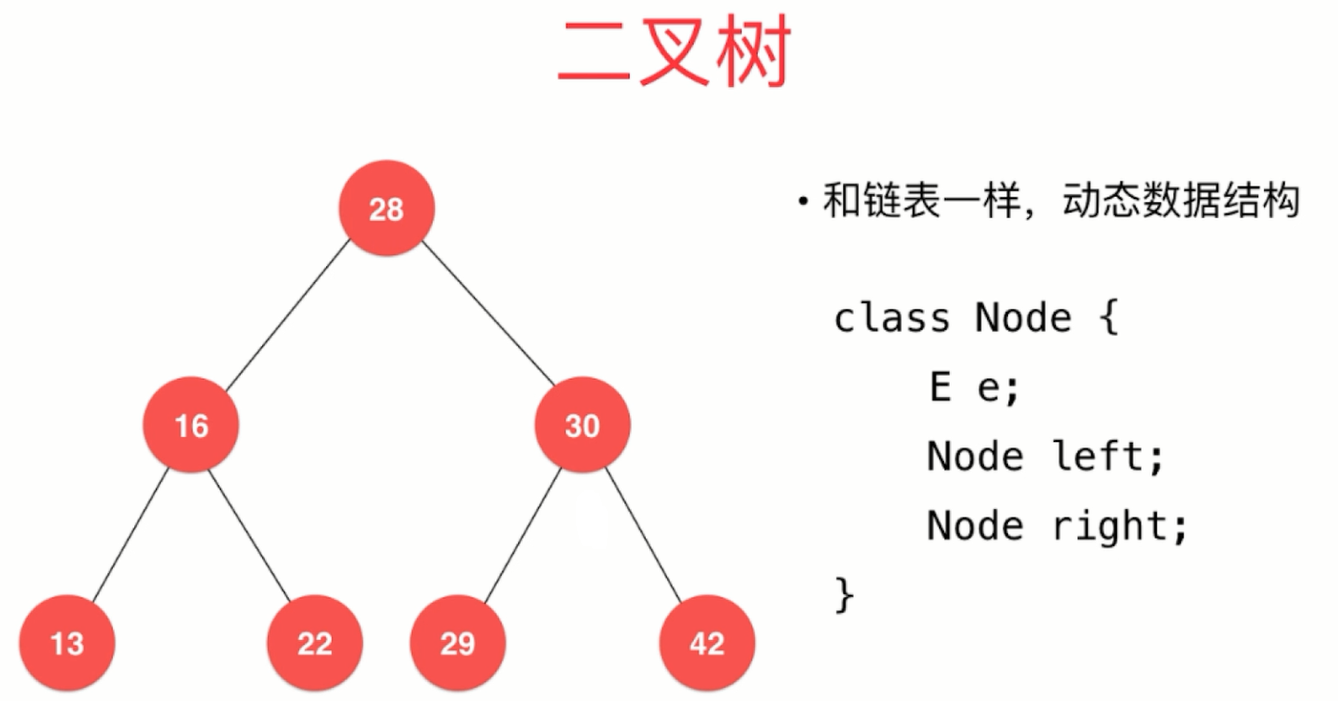 二叉树
28
16
30
13
22
29
42
• 和链表一样，动态数据结构
class Node {
E e;
Node left;
Node right;
}